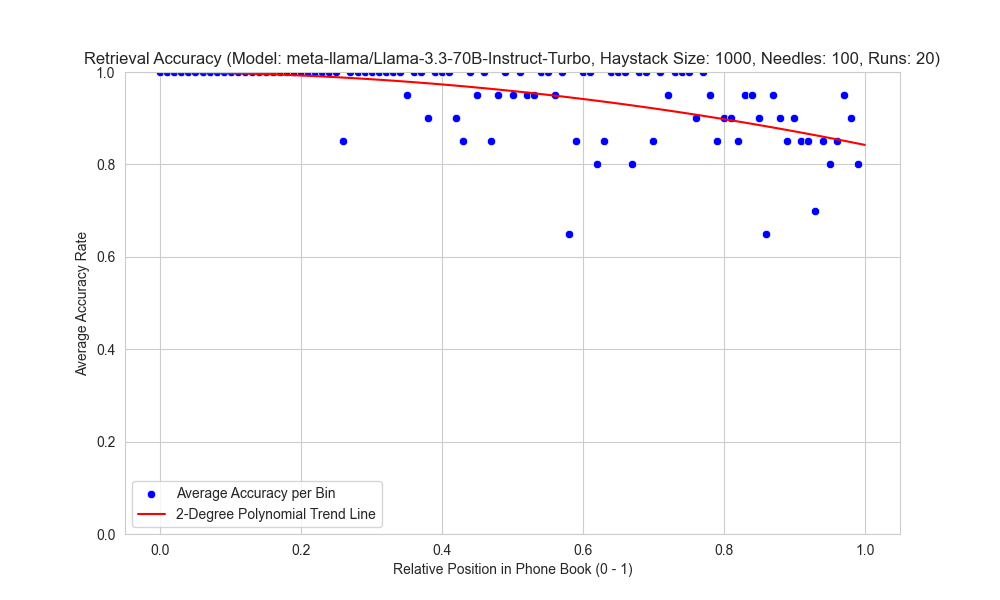 Retrieval Accuracy (Model: meta-llama/Llama-3.3-70B-Instruct-Turbo, Haystack Size: 1000, Needles: 100, Runs: 20)
1.0
0.8
0.6
0.4
0.2
0.0
Average Accuracy Rate
Average Accuracy per Bin
2-Degree Polynomial Trend Line
0.0 0.2 0.4 0.6 0.8 1.0
Relative Position in Phone Book (0 - 1)